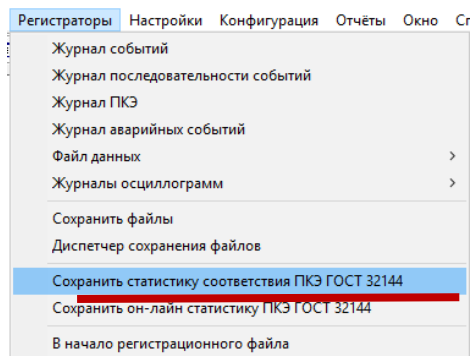 Регистраторы Настройки Конфигурация Отчёты Окно
Журнал событий
Журнал последовательности событий
Журнал ПКЭ
Журнал аварийных событий
Файл данных >
Журналы осциллограмм >
Сохранить файлы
Диспетчер сохранения файлов
Сохранить статистику соответствия ПКЭ ГОСТ 32144
Сохранить он-лайн статистику ПКЭ ГОСТ 32144
В начало регистрационного файла